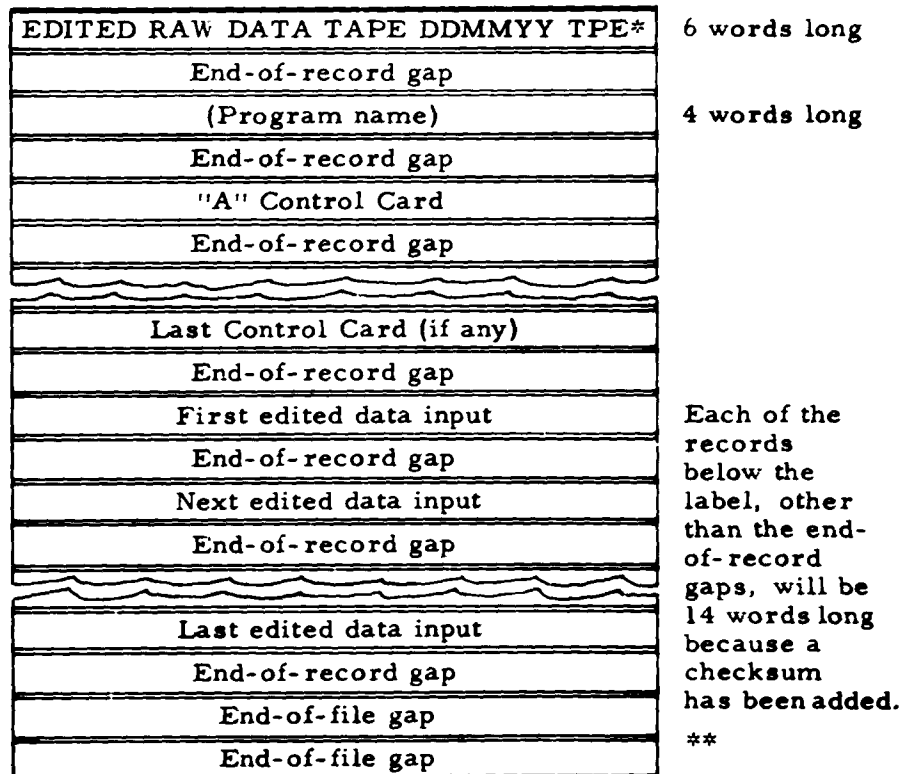 EDITED RAW DATA TAPE DDMMYY TPE* 6 words long
End-of-record gap
(Program name) 4 words long
End-of-record gap
"A" Control Card
End-of-record gap
Last Control Card (if any)
End-of-record gap
First edited data input
End-of-record gap
Next edited data input
End-of-record gap
Last edited data input
End-of-record gap
End-of-file gap
End-of-file gap
Each of the
records
below the
label, other
than the end-
of-record
gaps, will be
14 words long
because a
checksum
has been added.
**